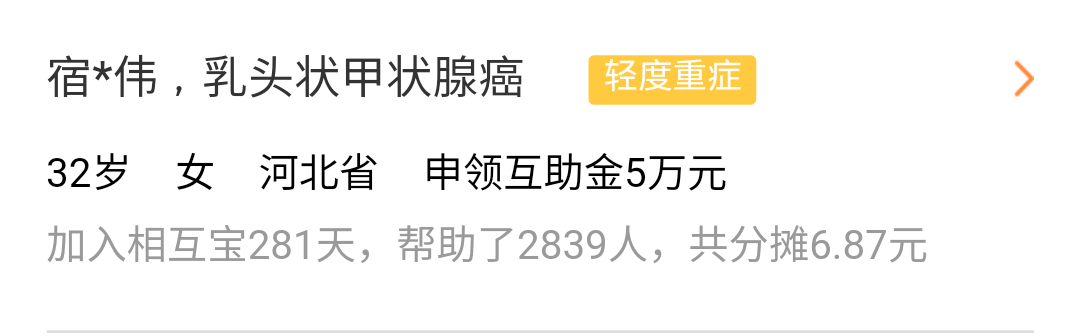 宿*伟，乳头状甲状腺癌 轻度重症
32岁 女 河北省 申领互助金5万元
加入相互宝281天，帮助了2839人，共分摊6.87元